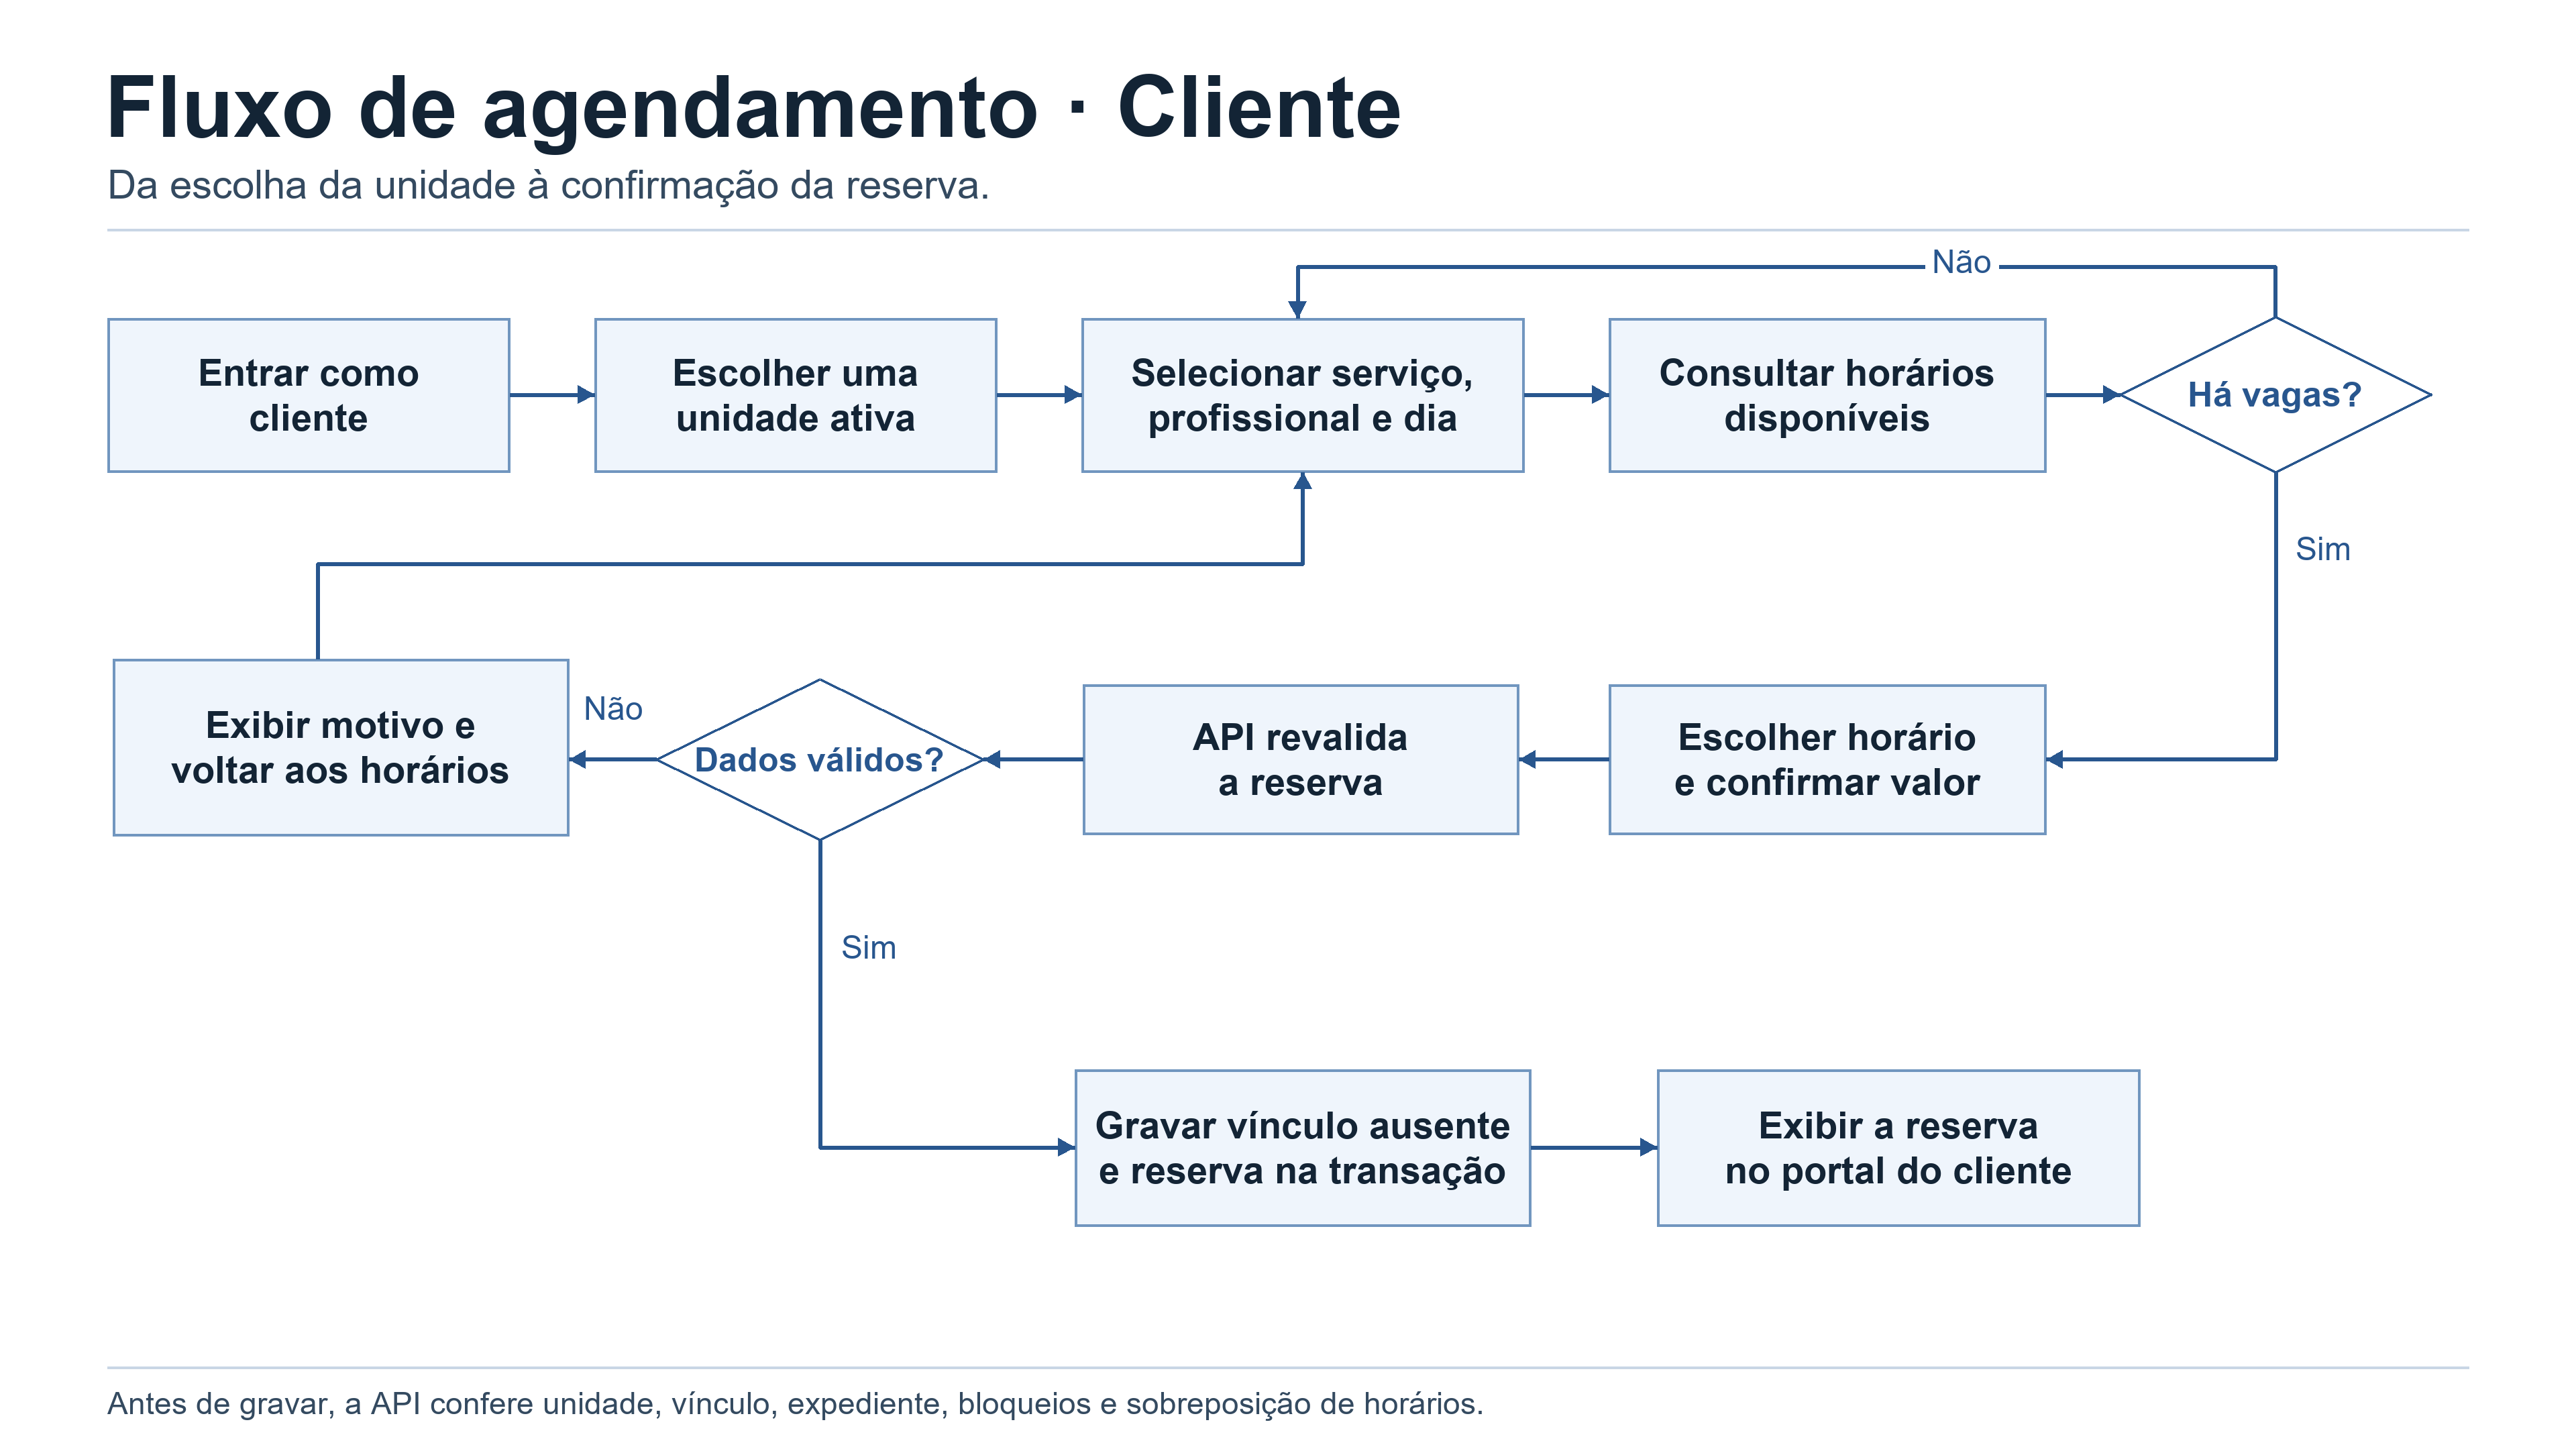 Fluxo de agendamento · Cliente
Da escolha da unidade à confirmação da reserva.
Não
Entrar como
cliente
Escolher uma
unidade ativa
Selecionar serviço,
profissional e dia
Consultar horários
disponíveis
Há vagas?
Sim
Exibir motivo e
voltar aos horários
Não
Dados válidos?
API revalida
a reserva
Escolher horário
e confirmar valor
Sim
Gravar vínculo ausente
e reserva na transação
Exibir a reserva
no portal do cliente
Antes de gravar, a API confere unidade, vínculo, expediente, bloqueios e sobreposição de horários.